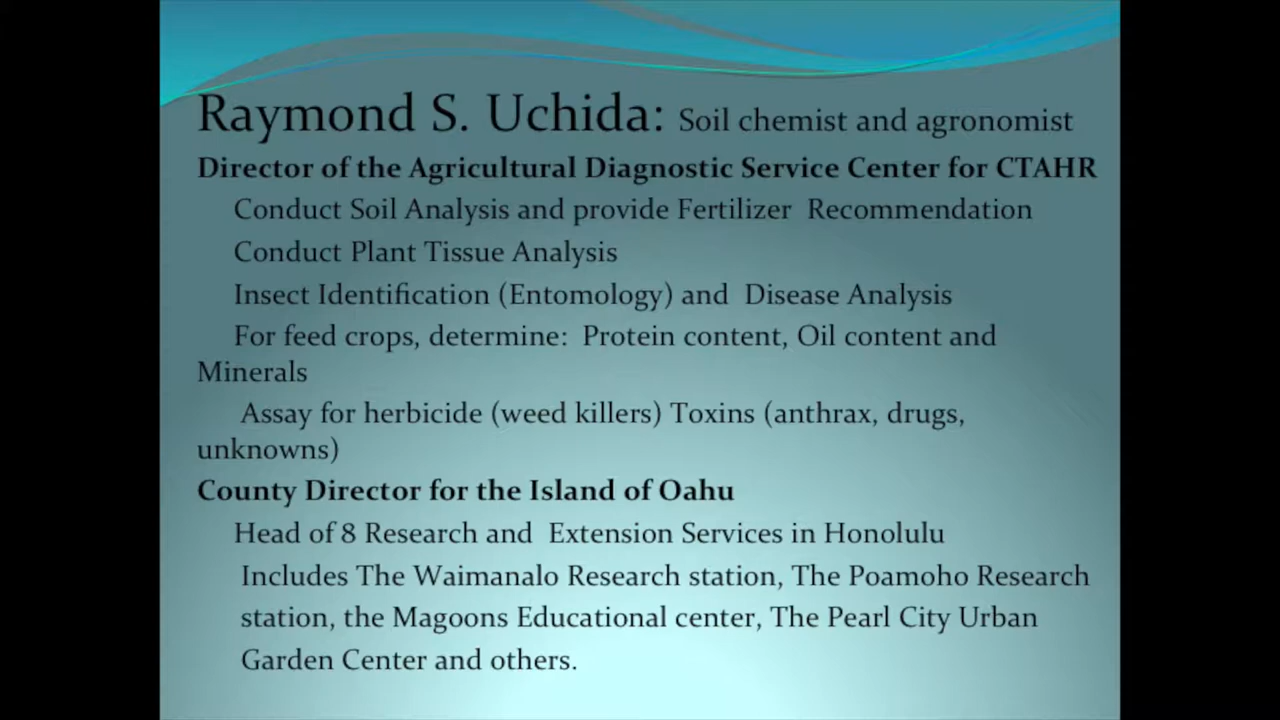 Raymond S. Uchida: Soil chemist and agronomist
Director of the Agricultural Diagnostic Service Center for CTAHR
Conduct Soil Analysis and provide Fertilizer Recommendation
Conduct Plant Tissue Analysis
Insect Identification (Entomology) and Disease Analysis
For feed crops, determine: Protein content, Oil content and
Minerals
Assay for herbicide (weed killers) Toxins (anthrax, drugs,
unknowns)
County Director for the Island of Oahu
Head of 8 Research and Extension Services in Honolulu
Includes The Waimanalo Research station, The Poamoho Research
station, the Magoons Educational center, The Pearl City Urban
Garden Center and others.